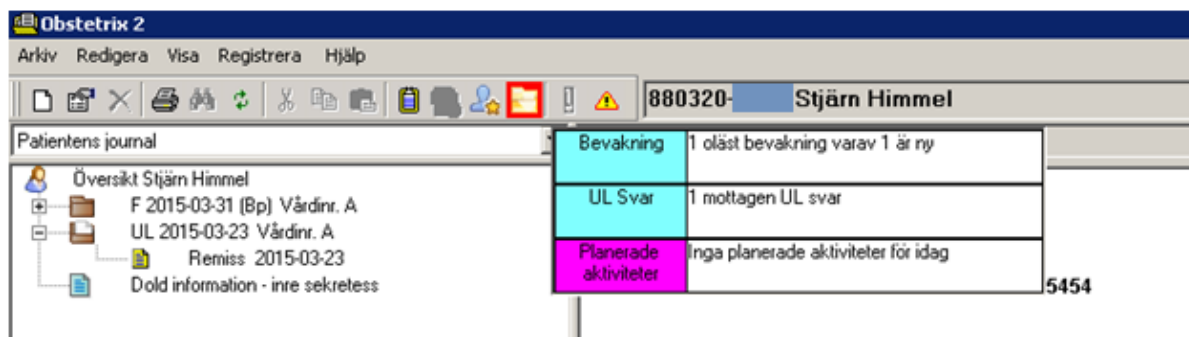 Obstetrix 2
Arkiv Redigera Visa Registrera Hjälp
880320- Stjärn Himmel
Patientens journal
Bevakning 1 oläst bevakning varav 1 är ny
Översikt Stjärn Himmel
F 2015-03-31 (Bp) Vårdinr. A
UL Svar 1 mottagen UL svar
UL 2015-03-23 Vårdinr. A
Planerade Inga planerade aktiviteter för idag
Remiss 2015-03-23
aktiviteter
Dold information - inre sekretess
5454